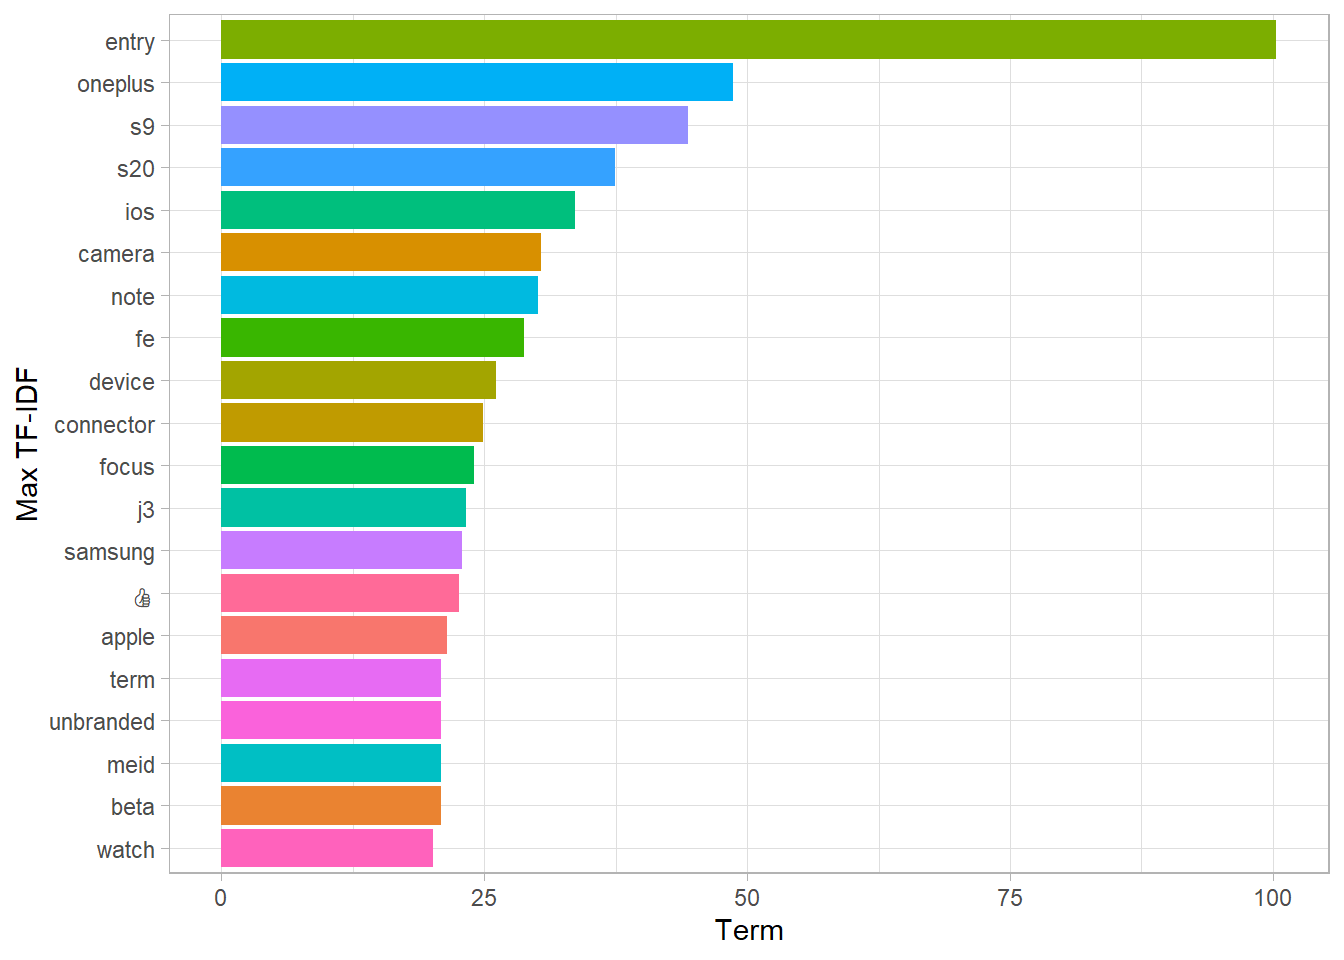 entry
oneplus
s9
s20
ios
camera
note
fe
device
connector
focus
j3
samsung
👍
apple
term
unbranded
meid
beta
watch
Max TF-IDF
0 25 50 75 100
Term